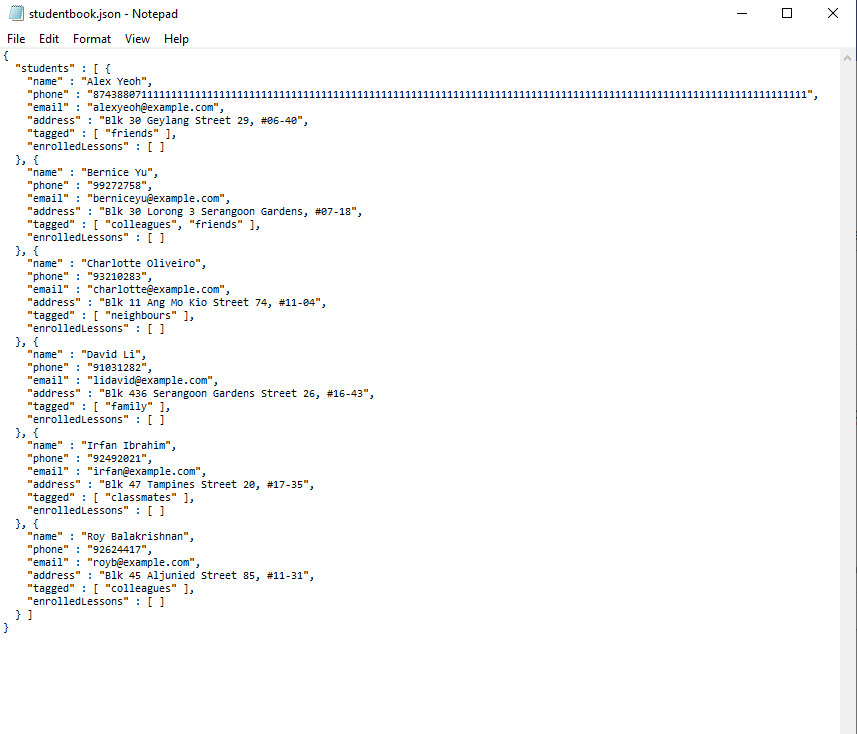 studentbook.json - Notepad
File Edit Format View Help
{
  "students" : [ {
    "name" : "Alex Yeoh",
    "phone" : "87438807111111111111111111111111111111111111111111111111111111111111111111111111111111111111111111111111111111111111111",
    "email" : "alexyeoh@example.com",
    "address" : "Blk 30 Geylang Street 29, #06-40",
    "tagged" : [ "friends" ],
    "enrolledLessons" : [ ]
  }, {
    "name" : "Bernice Yu",
    "phone" : "99272758",
    "email" : "berniceyu@example.com",
    "address" : "Blk 30 Lorong 3 Serangoon Gardens, #07-18",
    "tagged" : [ "colleagues", "friends" ],
    "enrolledLessons" : [ ]
  }, {
    "name" : "Charlotte Oliveiro",
    "phone" : "93210283",
    "email" : "charlotte@example.com",
    "address" : "Blk 11 Ang Mo Kio Street 74, #11-04",
    "tagged" : [ "neighbours" ],
    "enrolledLessons" : [ ]
  }, {
    "name" : "David Li",
    "phone" : "91031282",
    "email" : "lidavid@example.com",
    "address" : "Blk 436 Serangoon Gardens Street 26, #16-43",
    "tagged" : [ "family" ],
    "enrolledLessons" : [ ]
  }, {
    "name" : "Irfan Ibrahim",
    "phone" : "92492021",
    "email" : "irfan@example.com",
    "address" : "Blk 47 Tampines Street 20, #17-35",
    "tagged" : [ "classmates" ],
    "enrolledLessons" : [ ]
  }, {
    "name" : "Roy Balakrishnan",
    "phone" : "92624417",
    "email" : "royb@example.com",
    "address" : "Blk 45 Aljunied Street 85, #11-31",
    "tagged" : [ "colleagues" ],
    "enrolledLessons" : [ ]
  } ]
}